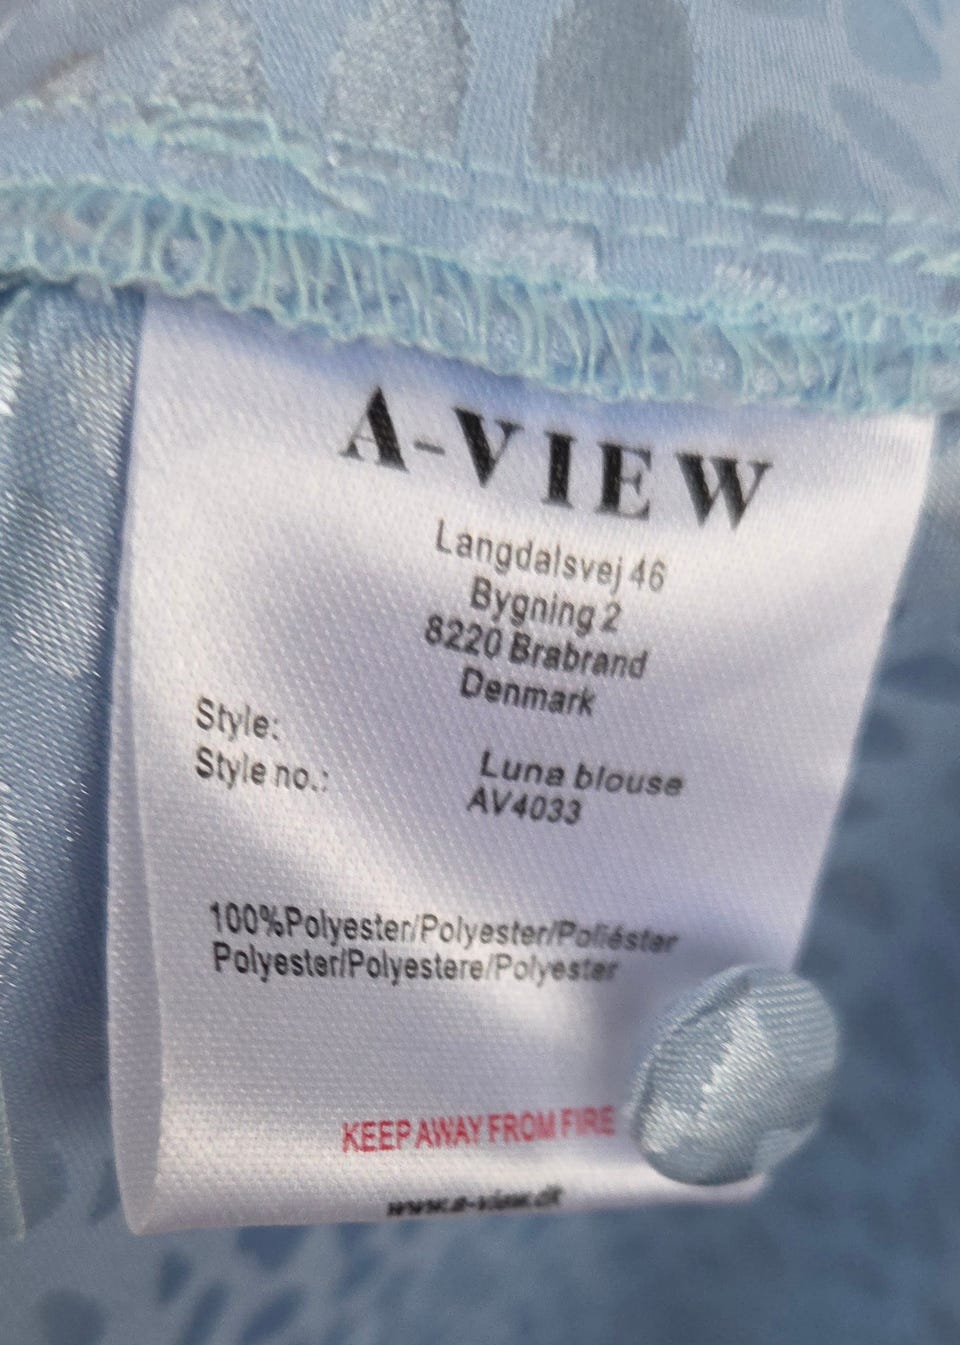 A-VIEW
Langdalsvej 46
Bygning 2
8220 Brabrand
Denmark
Style:
Luna blouse
Style no.:
AV4033
100%Polyester/Polyester/Poliéster
Polyester/Polyestere/Polyester
KEEP AWAY FROM FIRE
www.a-view.dk